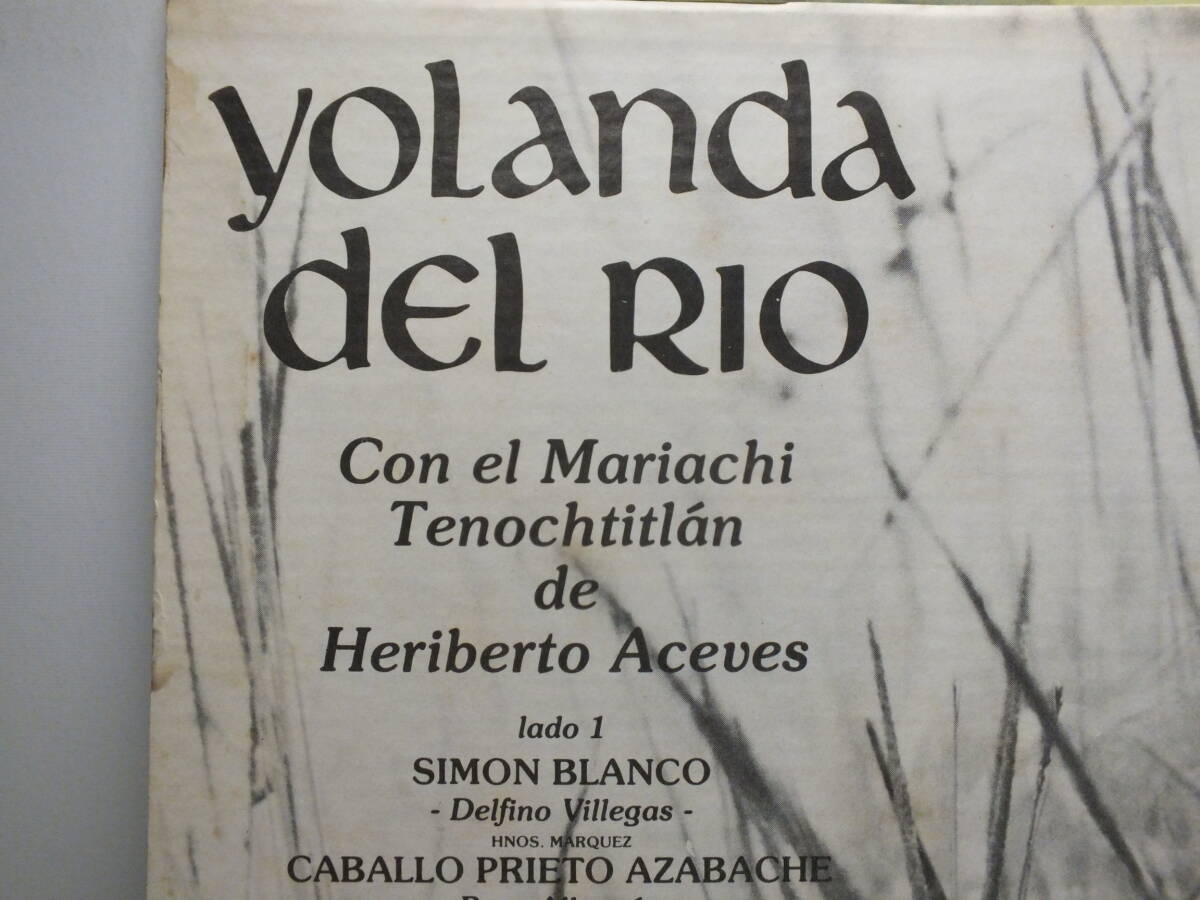 Yolanda
del Rio
Con el Mariachi
Tenochtitlán
de
Heriberto Aceves
lado 1
SIMON BLANCO
- Delfino Villegas -
HNOS. MARQUEZ
CABALLO PRIETO AZABACHE